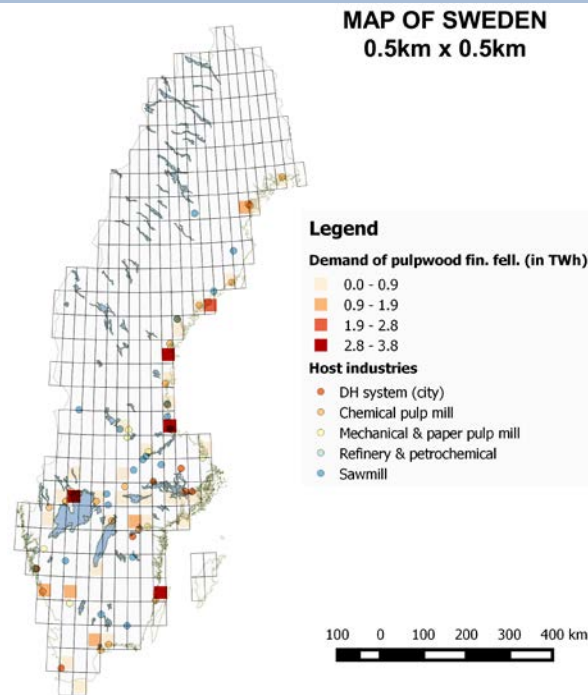 MAP OF SWEDEN
0.5km x 0.5km
Legend
Demand of pulpwood fin. fell. (in TWh)
0.0 - 0.9
0.9 - 1.9
1.9 - 2.8
2.8 - 3.8
Host industries
DH system (city)
Chemical pulp mill
Mechanical & paper pulp mill
Refinery & petrochemical
Sawmill
100 0 100 200 300 400 km